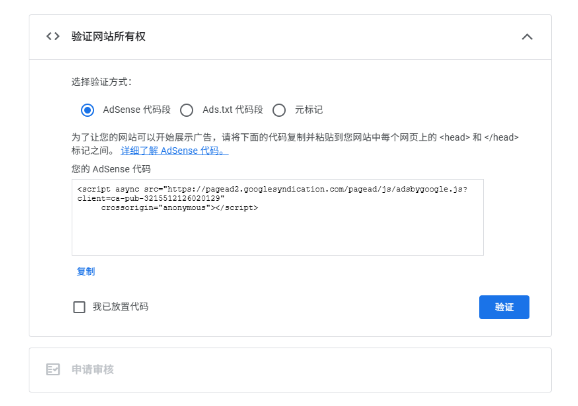 验证网站所有权
选择验证方式：
AdSense 代码段 Ads.txt 代码段 元标记
为了让您的网站可以开始展示广告，请将下面的代码复制并粘贴到您网站中每个网页上的 <head> 和 </head>
标记之间。 详细了解 AdSense 代码。
您的 AdSense 代码
<script async src="https://pagead2.googlesyndication.com/pagead/js/adsbygoogle.js?
client=ca-pub-3215512126020129"
crossorigin="anonymous"></script>
复制
我已放置代码
验证
申请审核